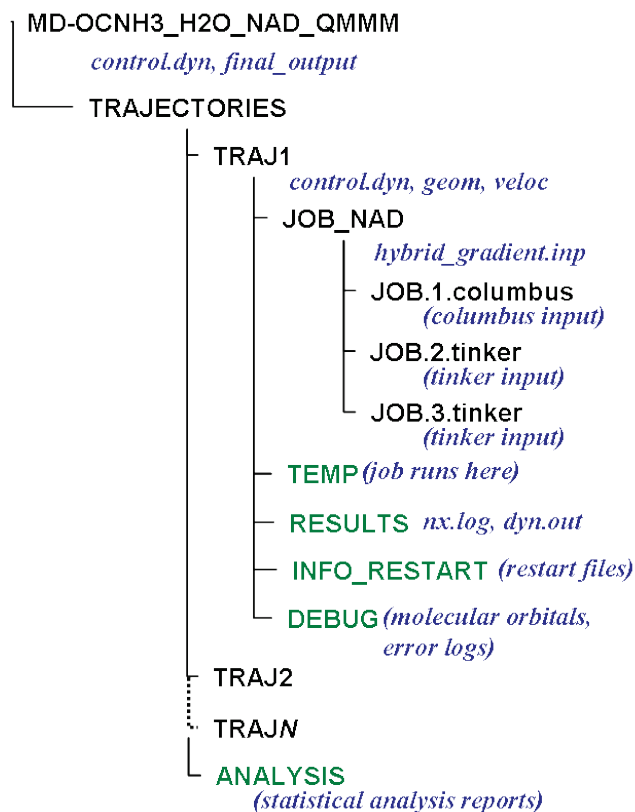 MD-OCNH3_H2O_NAD_QMMM
control.dyn, final_output
TRAJECTORIES
TRAJ1
control.dyn, geom, veloc
JOB_NAD
hybrid_gradient.inp
JOB.1.columbus
(columbus input)
JOB.2.tinker
(tinker input)
JOB.3.tinker
(tinker input)
TEMP (job runs here)
RESULTS nx.log, dyn.out
INFO_RESTART (restart files)
DEBUG (molecular orbitals,
error logs)
TRAJ2
TRAJN
ANALYSIS
(statistical analysis reports)